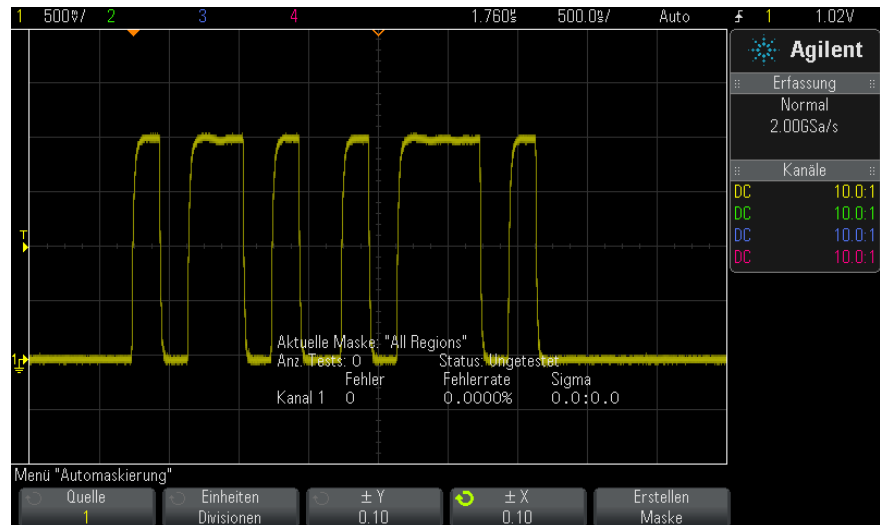 1 500V/ 2 3 4 1.760s 500.0s/ Auto 1 1.02V
Agilent
Erfassung
Normal
2.00GSa/s
Kanäle
DC 10.0:1
DC 10.0:1
DC 10.0:1
DC 10.0:1
T
1
Aktuelle Maske: "All Regions"
Anz. Tests: 0 Status: Ungetestet
Fehler Fehlerrate Sigma
Kanal 1 0 0.0000% 0.0:0.0
Menü "Automaskierung"
Quelle Einheiten ± Y ± X Erstellen
1 Divisionen 0.10 0.10 Maske